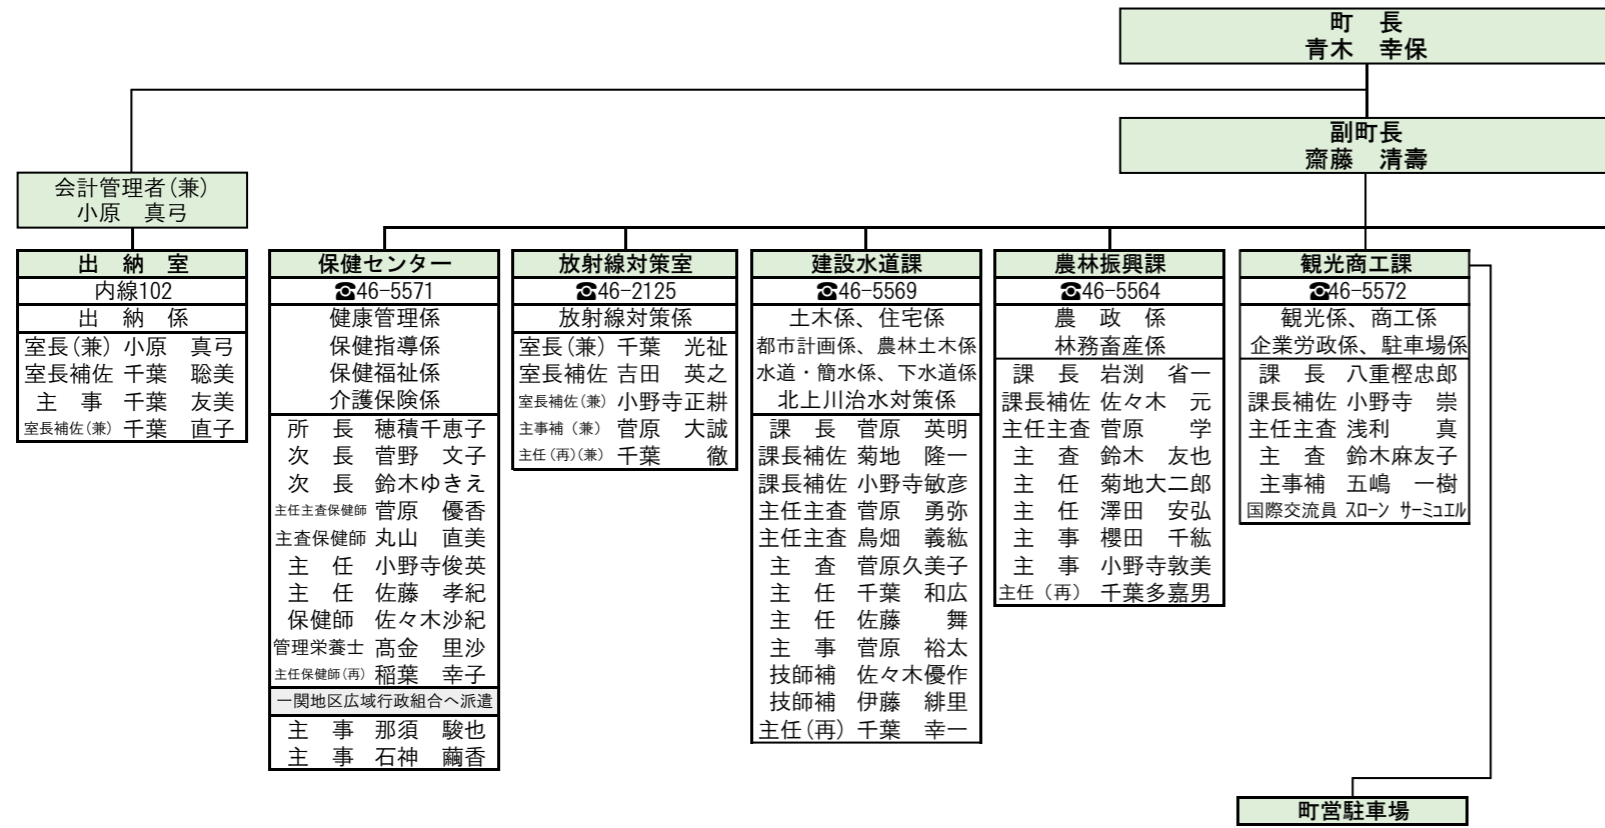 町　長
青木　幸保
副町長
齋藤　清壽
会計管理者(兼)
小原　真弓
出　納　室
内線102
出　納　係
室長(兼) 小原　真弓
室長補佐 千葉　聡美
主　事 千葉　友美
室長補佐(兼) 千葉　直子
保健センター
☎46-5571
健康管理係
保健指導係
保健福祉係
介護保険係
所　長 穂積千恵子
次　長 菅野　文子
次　長 鈴木ゆきえ
主任主査保健師 菅原　優香
主査保健師 丸山　直美
主　任 小野寺俊英
主　任 佐藤　孝紀
保健師 佐々木沙紀
管理栄養士 髙金　里沙
主任保健師(再) 稲葉　幸子
一関地区広域行政組合へ派遣
主　事 那須　駿也
主　事 石神　繭香
放射線対策室
☎46-2125
放射線対策係
室長(兼) 千葉　光祉
室長補佐 吉田　英之
室長補佐(兼) 小野寺正耕
主事補（兼） 菅原　大誠
主任(再)(兼) 千葉　徹
建設水道課
☎46-5569
土木係、住宅係
都市計画係、農林土木係
水道・簡水係、下水道係
北上川治水対策係
課　長 菅原　英明
課長補佐 菊地　隆一
課長補佐 小野寺敏彦
主任主査 菅原　勇弥
主任主査 鳥畑　義紘
主　査 菅原久美子
主　任 千葉　和広
主　任 佐藤　舞
主　事 菅原　裕太
技師補 佐々木優作
技師補 伊藤　緋里
主任(再) 千葉　幸一
農林振興課
☎46-5564
農　政　係
林務畜産係
課　長 岩渕　省一
課長補佐 佐々木　元
主任主査 菅原　学
主　査 鈴木　友也
主　任 菊地大二郎
主　任 澤田　安弘
主　事 櫻田　千紘
主　事 小野寺敦美
主任（再） 千葉多嘉男
観光商工課
☎46-5572
観光係、商工係
企業労政係、駐車場係
課　長 八重樫忠郎
課長補佐 小野寺　崇
主任主査 浅利　真
主　査 鈴木麻友子
主事補 五嶋　一樹
国際交流員 スローン サーミュエル
町営駐車場